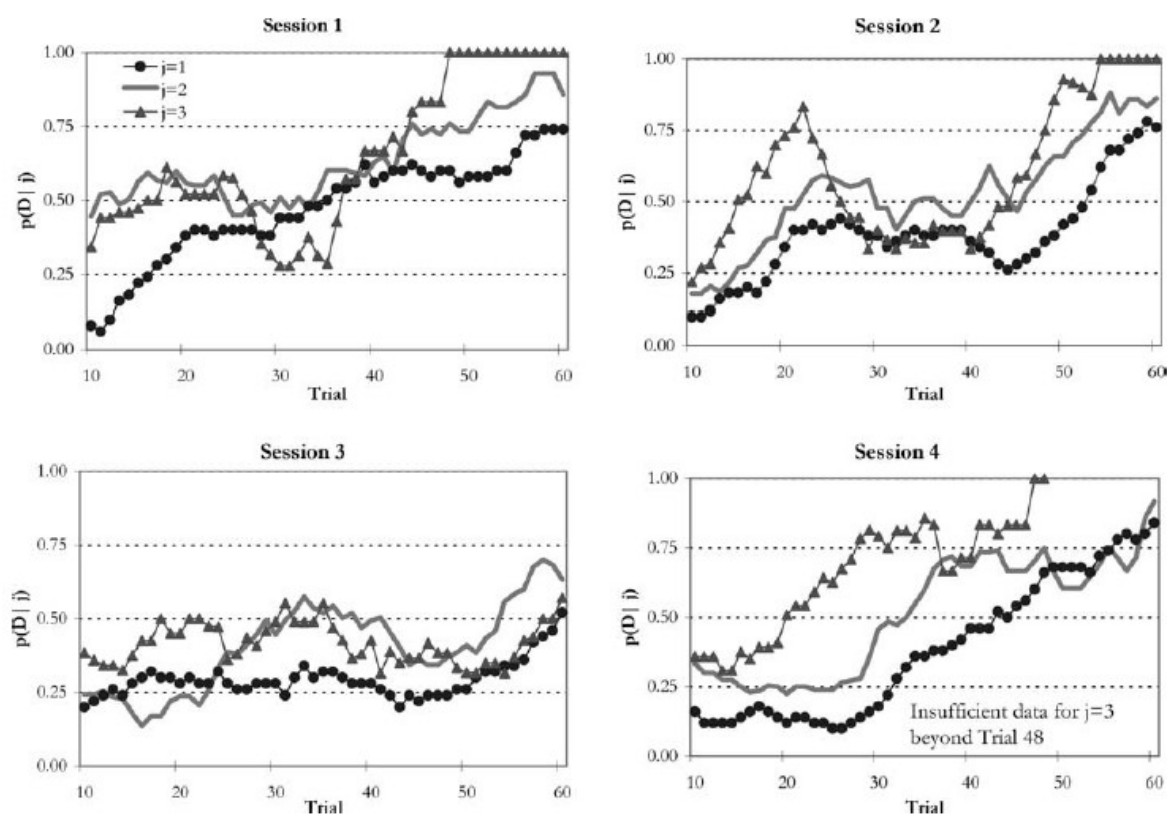 Session 1
1.00
j=1
j=2
j=3
0.75
0.50
0.25
0.00
p(D | j)
10 20 30 40 50 60
Trial
Session 2
1.00
0.75
0.50
0.25
0.00
p(D | j)
10 20 30 40 50 60
Trial
Session 3
1.00
0.75
0.50
0.25
0.00
p(D | j)
10 20 30 40 50 60
Trial
Session 4
1.00
0.75
0.50
0.25
0.00
p(D | j)
Insufficient data for j=3
beyond Trial 48
10 20 30 40 50 60
Trial